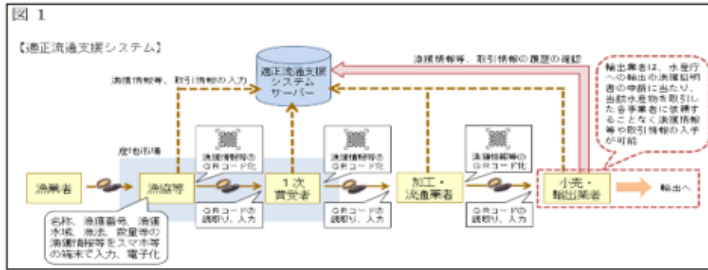 図 1
【適正流通支援システム】
適正流通支援
システム
サーバー
漁獲情報等、取引情報の入力
漁獲情報等、取引情報の履歴の確認
輸出業者は、水産庁
への輸出の漁獲証明
書の申請に当たり、
当該水産物を取引し
た各事業者に依頼す
ることなく漁獲情報
等や取引情報の入手
が可能
産地市場
漁獲情報等の
QRコード化
漁獲情報等の
QRコード化
漁獲情報等の
QRコード化
漁業者
漁協等
1次
買受者
加工・
流通業者
小売・
輸出業者
輸出へ
QRコードの
読取り、入力
QRコードの
読取り、入力
QRコードの
読取り、入力
名称、漁獲番号、漁獲
水域、漁法、数量等の
漁獲情報等をスマホ等
の端末で入力、電子化